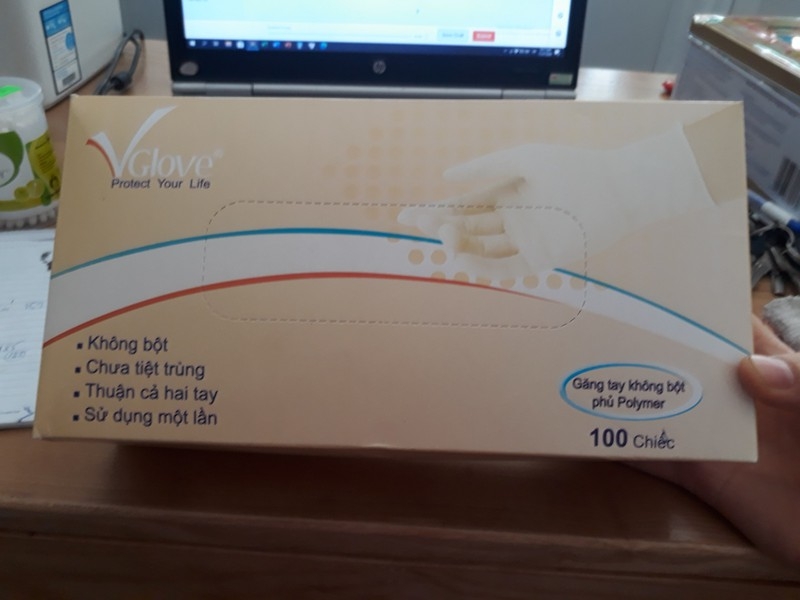 VGlove®
Protect Your Life
Không bột
Chưa tiệt trùng
Thuận cả hai tay
Sử dụng một lần
Găng tay không bột
phủ Polymer
100 Chiếc
hp